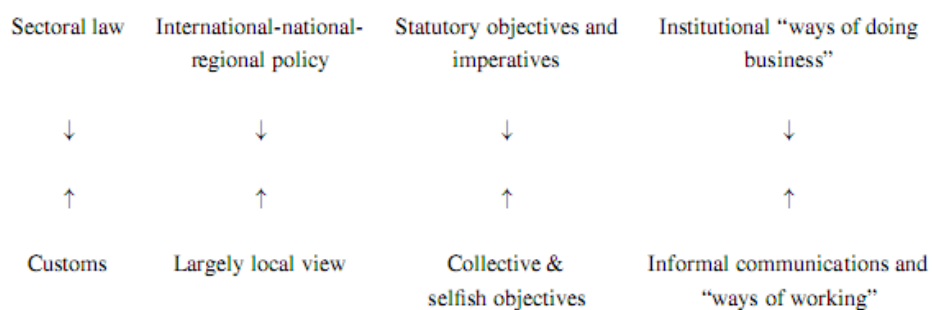 Sectoral law
International-national-
regional policy
Statutory objectives and
imperatives
Institutional “ways of doing
business”
↓ ↓ ↓ ↓
↑ ↑ ↑ ↑
Customs
Largely local view
Collective &
selfish objectives
Informal communications and
“ways of working”